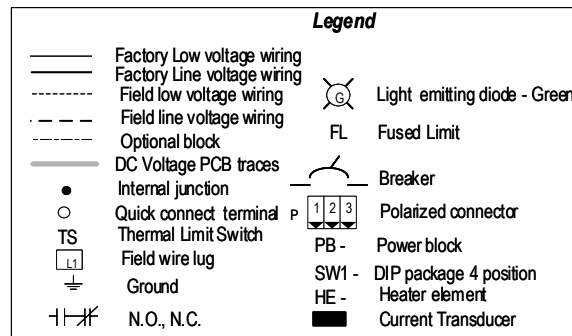 Legend
Factory Low voltage wiring
Factory Line voltage wiring
Field low voltage wiring
Field line voltage wiring
Optional block
DC Voltage PCB traces
Internal junction
Quick connect terminal
TS Thermal Limit Switch
L1 Field wire lug
Ground
N.O., N.C.
G Light emitting diode - Green
FL Fused Limit
Breaker
P 1 2 3 Polarized connector
PB - Power block
SW1 - DIP package 4 position
HE - Heater element
Current Transducer